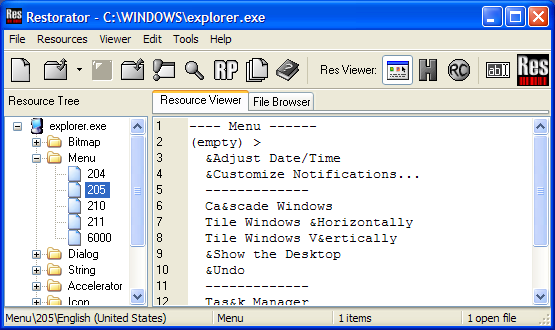 Restorator - C:\WINDOWS\explorer.exe
File Resources Viewer Edit Tools Help
RP Res Viewer: H RC ab Res
Resource Tree
Resource Viewer File Browser
explorer.exe
Bitmap
Menu
204
205
210
211
6000
Dialog
String
Accelerator
Icon
1 ---- Menu ------
2 (empty) >
3 &Adjust Date/Time
4 &Customize Notifications...
5 -------------
6 Ca&scade Windows
7 Tile Windows &Horizontally
8 Tile Windows V&ertically
9 &Show the Desktop
10 &Undo
11 -------------
12 Tas&k Manager
Menu\205\English (United States) Menu 1 items 1 open file